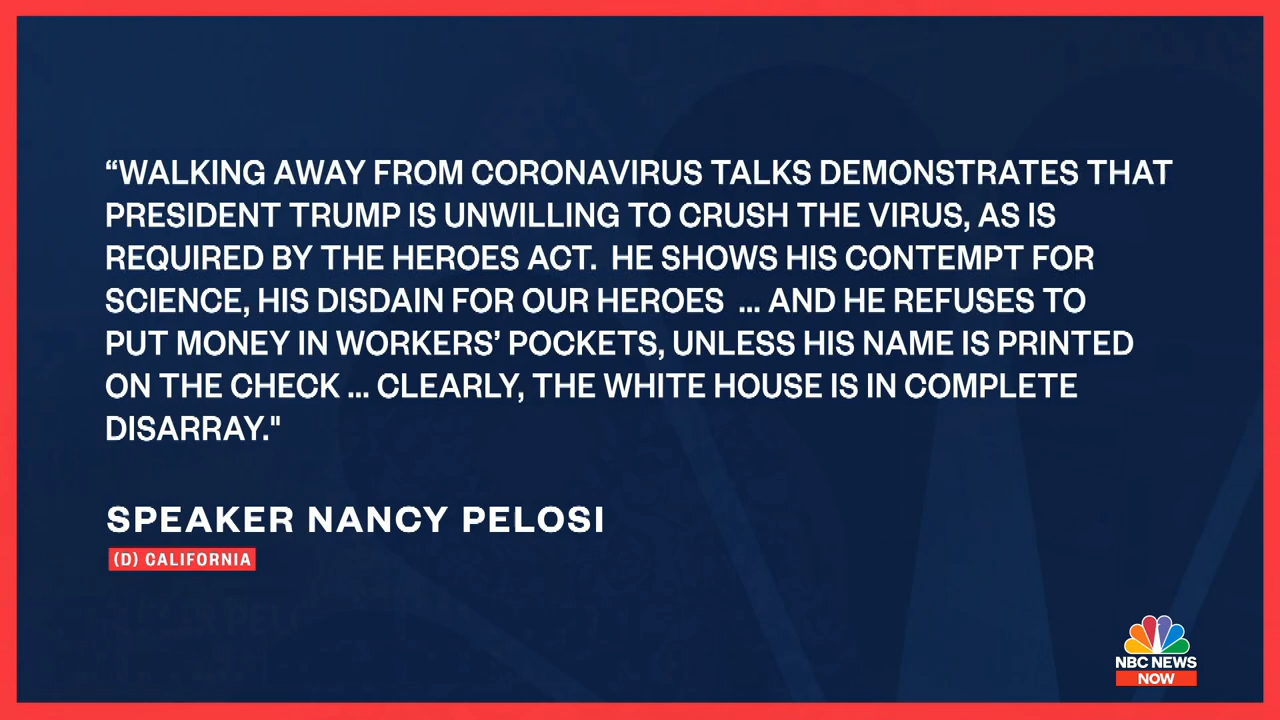 “WALKING AWAY FROM CORONAVIRUS TALKS DEMONSTRATES THAT
PRESIDENT TRUMP IS UNWILLING TO CRUSH THE VIRUS, AS IS
REQUIRED BY THE HEROES ACT.  HE SHOWS HIS CONTEMPT FOR
SCIENCE, HIS DISDAIN FOR OUR HEROES  ... AND HE REFUSES TO
PUT MONEY IN WORKERS’ POCKETS, UNLESS HIS NAME IS PRINTED
ON THE CHECK ... CLEARLY, THE WHITE HOUSE IS IN COMPLETE
DISARRAY."
SPEAKER NANCY PELOSI
(D) CALIFORNIA
NBC NEWS
NOW